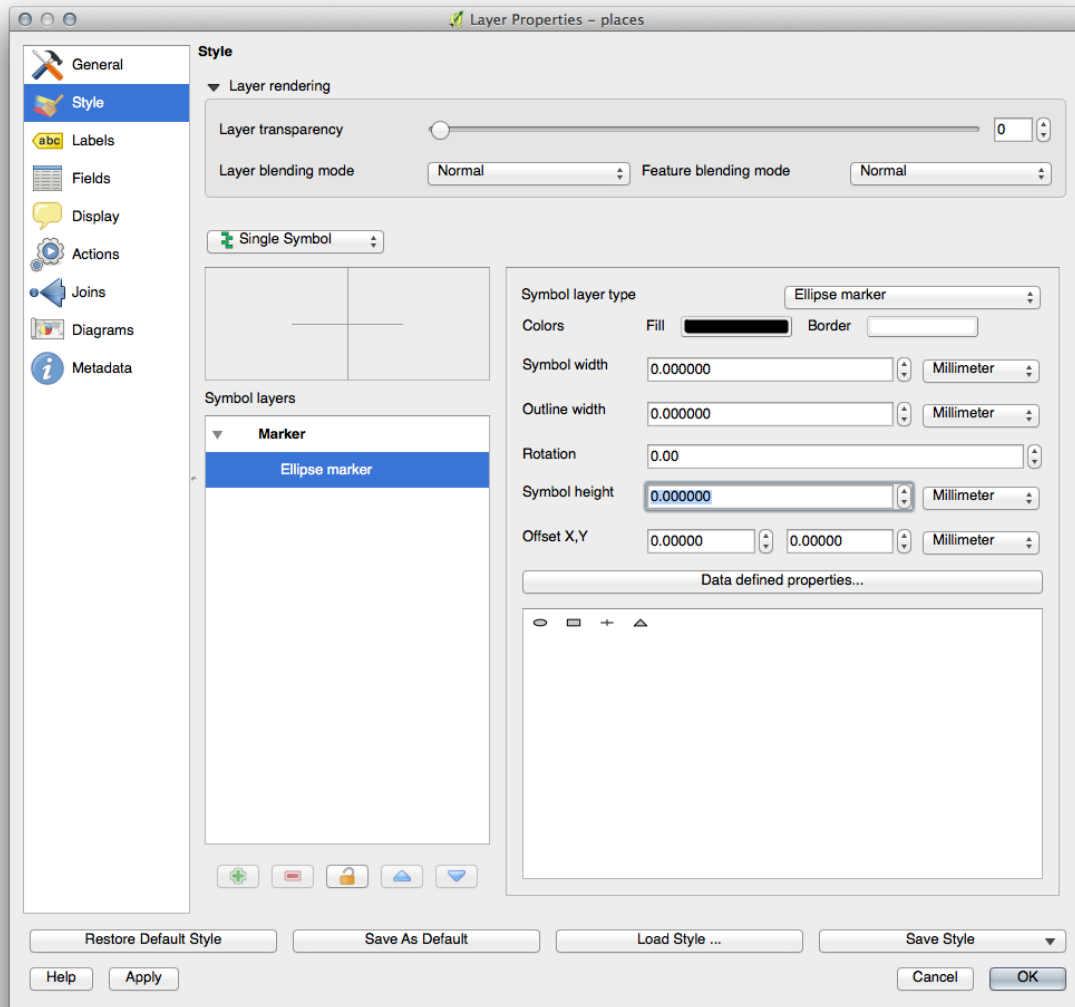 Layer Properties – places
General
Style
Labels
Fields
Display
Actions
Joins
Diagrams
Metadata
Style
Layer rendering
Layer transparency 0
Layer blending mode Normal Feature blending mode Normal
Single Symbol
Symbol layers
Marker
Ellipse marker
Symbol layer type Ellipse marker
Colors Fill Border
Symbol width 0.000000 Millimeter
Outline width 0.000000 Millimeter
Rotation 0.00
Symbol height 0.000000 Millimeter
Offset X,Y 0.00000 0.00000 Millimeter
Data defined properties...
Restore Default Style Save As Default Load Style ... Save Style
Help Apply Cancel OK
abc